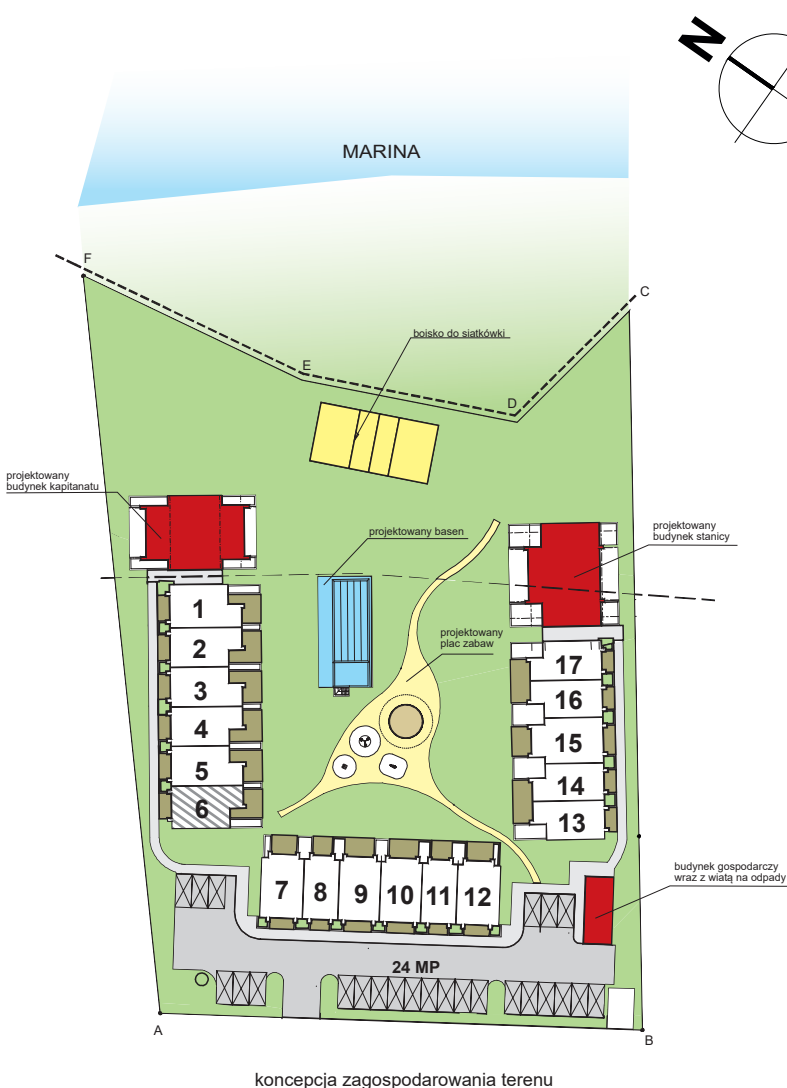 N
MARINA
F
C
boisko do siatkówki
E
D
projektowany
budynek kapitanatu
projektowany basen
projektowany
budynek stanicy
projektowany
plac zabaw
1
2
3
4
5
6
17
16
15
14
13
7 8 9 10 11 12
budynek gospodarczy
wraz z wiatą na odpady
24 MP
A
B
koncepcja zagospodarowania terenu